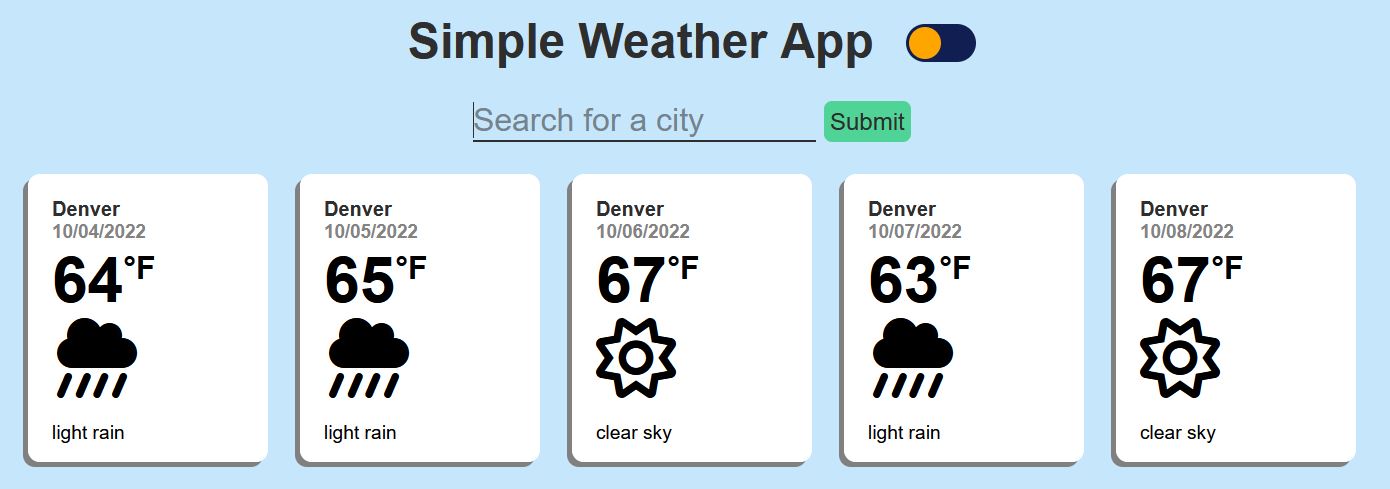 Simple Weather App
Search for a city
Submit
Denver
10/04/2022
64°F
light rain
Denver
10/05/2022
65°F
light rain
Denver
10/06/2022
67°F
clear sky
Denver
10/07/2022
63°F
light rain
Denver
10/08/2022
67°F
clear sky